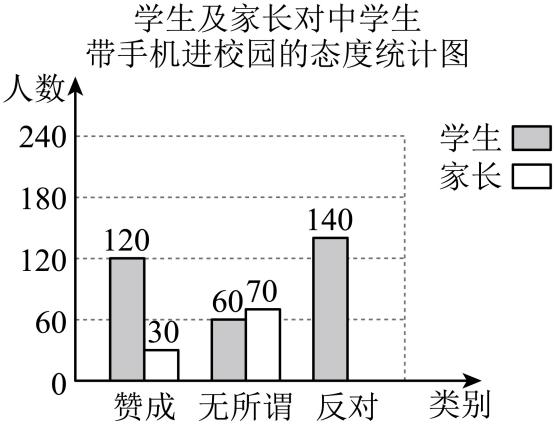 学生及家长对中学生
带手机进校园的态度统计图
人数
240
180
120
60
0
120
30
60
70
140
赞成
无所谓
反对
类别
学生
家长